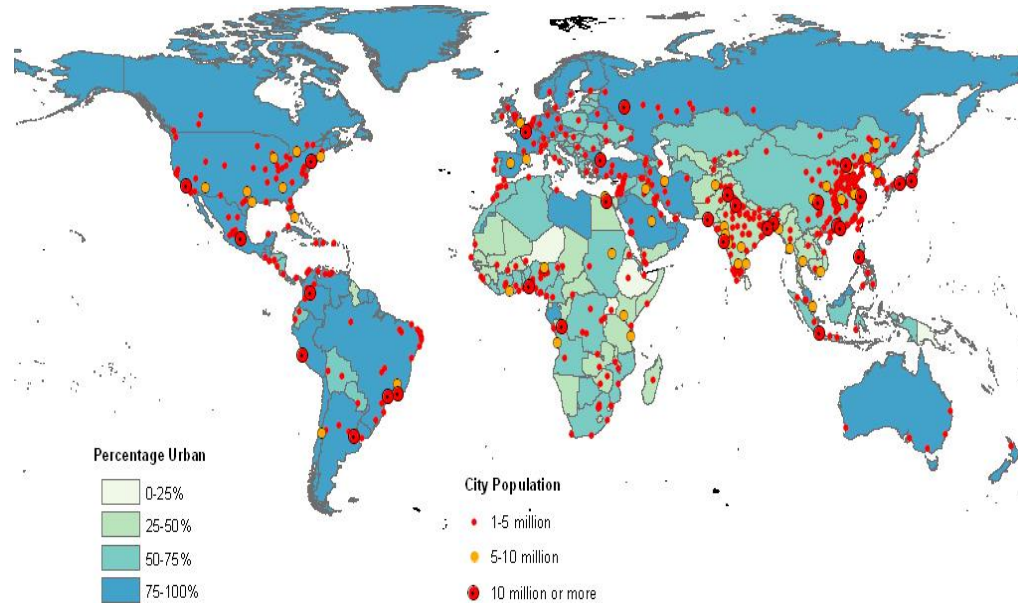 Percentage Urban
0-25%
25-50%
50-75%
75-100%
City Population
1-5 million
5-10 million
10 million or more